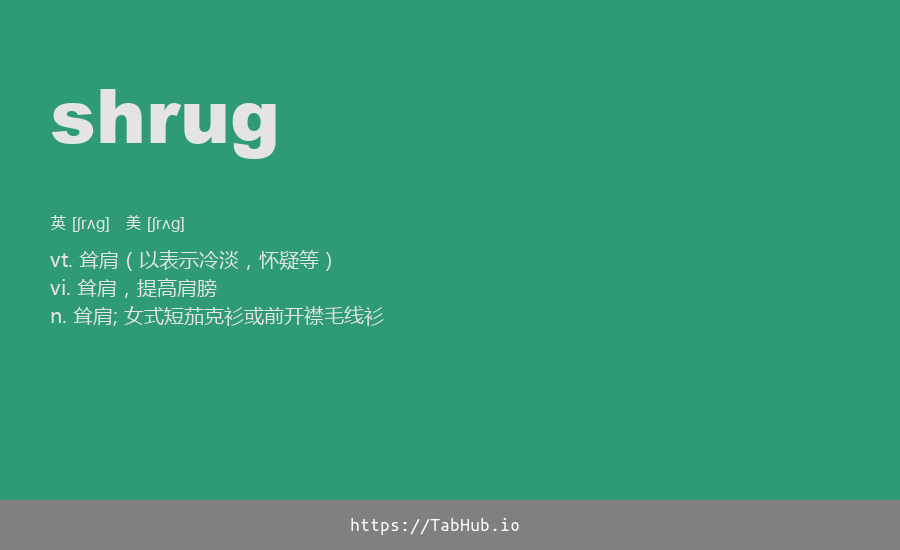 shrug
英 [ʃrʌg] 美 [ʃrʌg]
vt. 耸肩（以表示冷淡，怀疑等）
vi. 耸肩，提高肩膀
n. 耸肩; 女式短茄克衫或前开襟毛线衫
https://TabHub.io